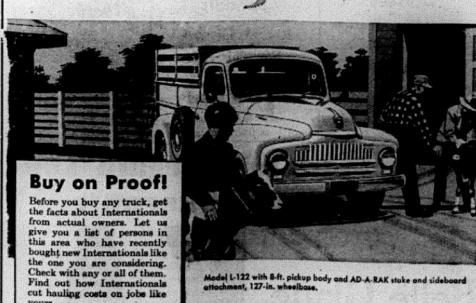 Buy on Proof!
Before you buy any truck, get
the facts about Internationals
from actual owners. Let us
give you a list of persons in
this area who have recently
bought new Internationals like
the one you are considering.
Check with any or all of them.
Find out how Internationals
cut hauling costs on jobs like
Model L-122 with 8-ft. pickup body and AD-A-RAK stake and sideboard
attachment, 127-in. wheelbase.